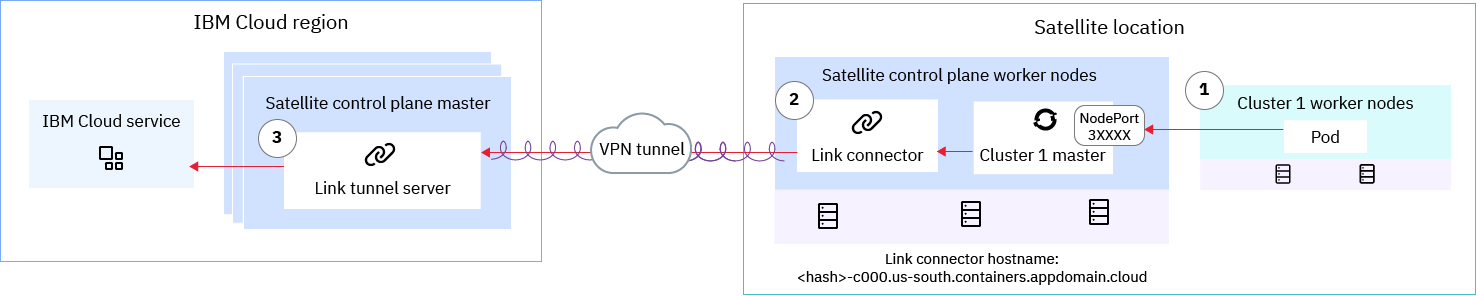 IBM Cloud region
Satellite control plane master
IBM Cloud service
3
Link tunnel server
VPN tunnel
Satellite location
Satellite control plane worker nodes
2
Link connector
NodePort
3XXXX
Cluster 1 master
1
Cluster 1 worker nodes
Pod
Link connector hostname:
<hash>-c000.us-south.containers.appdomain.cloud